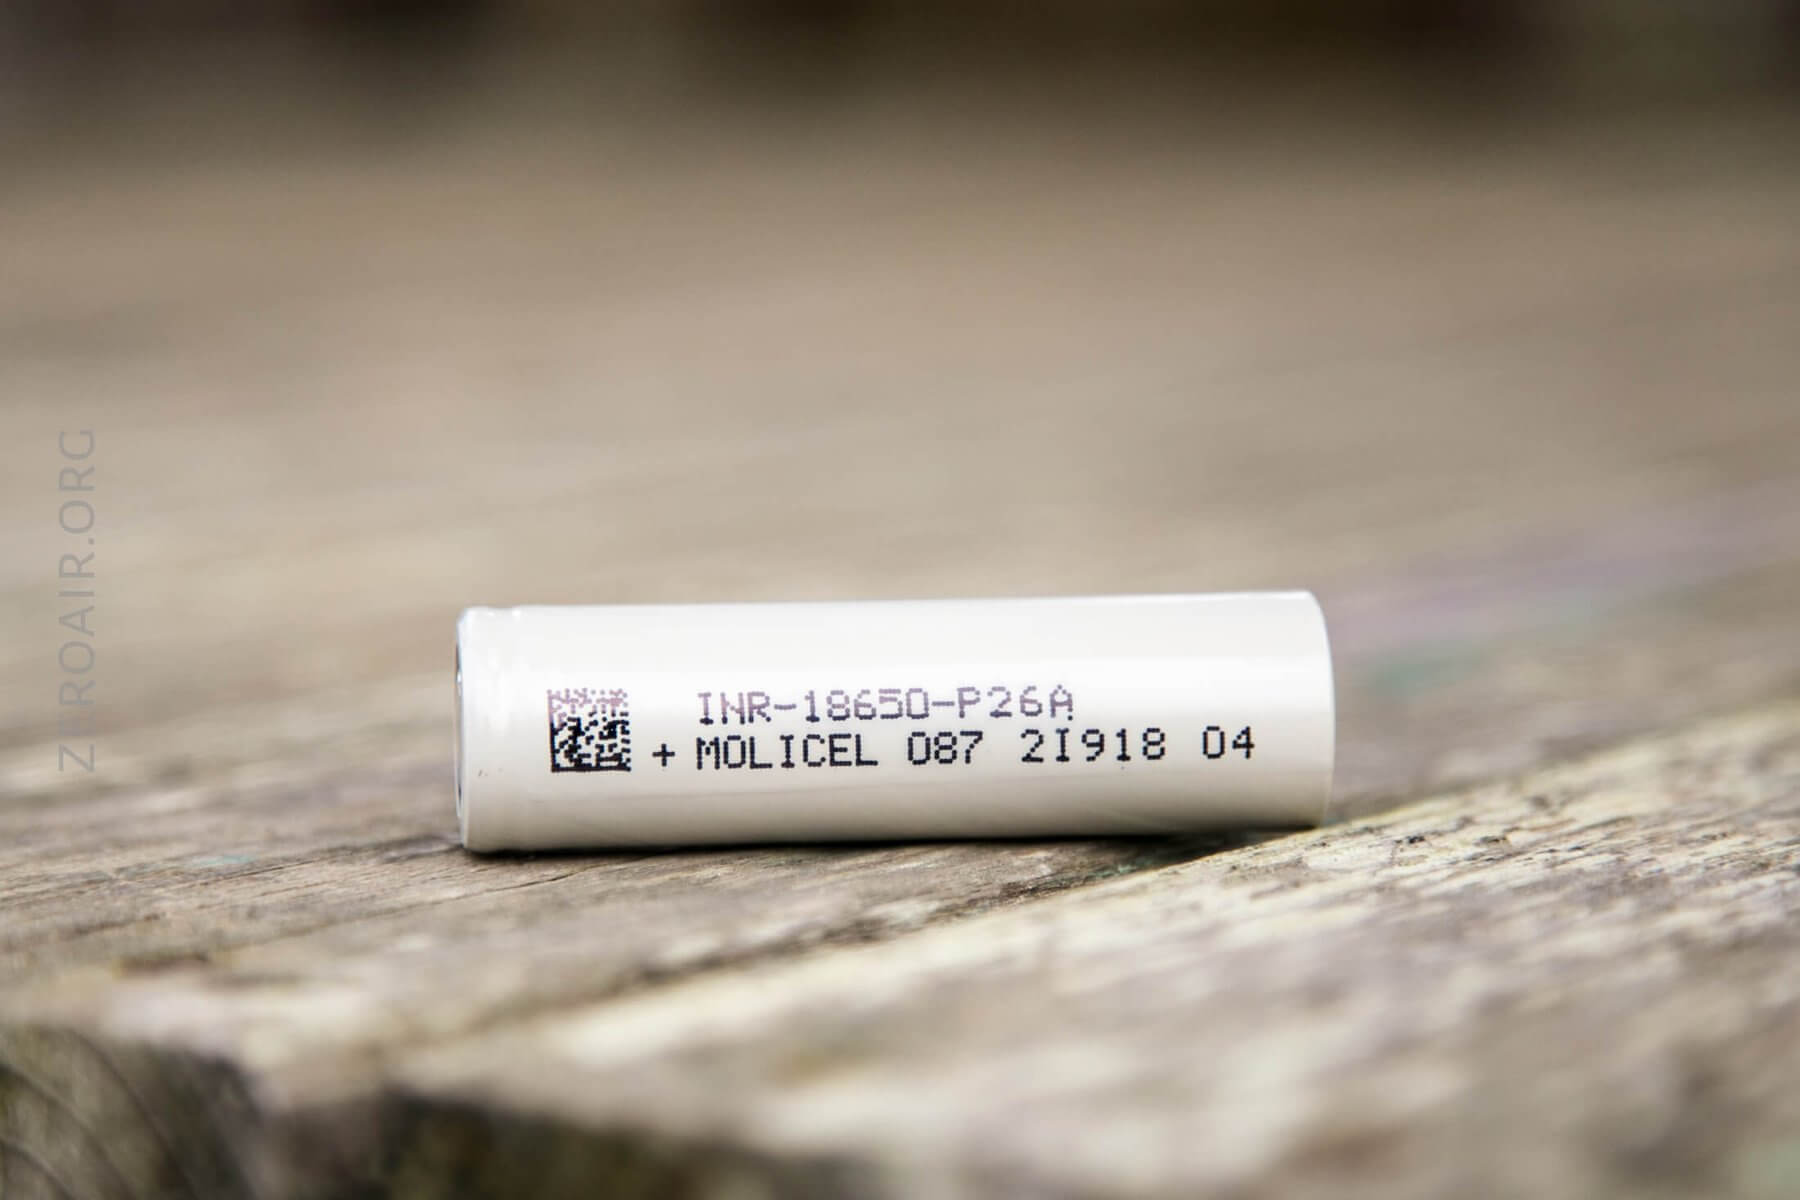 ZEROAIR.ORG
INR-18650-P26A
+ MOLICEL 087 2I918 04